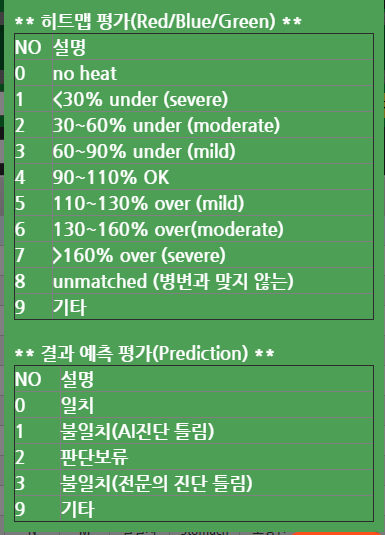 ** 히트맵 평가(Red/Blue/Green) **
NO 설명
0 no heat
1 <30% under (severe)
2 30~60% under (moderate)
3 60~90% under (mild)
4 90~110% OK
5 110~130% over (mild)
6 130~160% over(moderate)
7 >160% over (severe)
8 unmatched (병변과 맞지 않는)
9 기타
** 결과 예측 평가(Prediction) **
NO 설명
0 일치
1 불일치(AI진단 틀림)
2 판단보류
3 불일치(전문의 진단 틀림)
9 기타